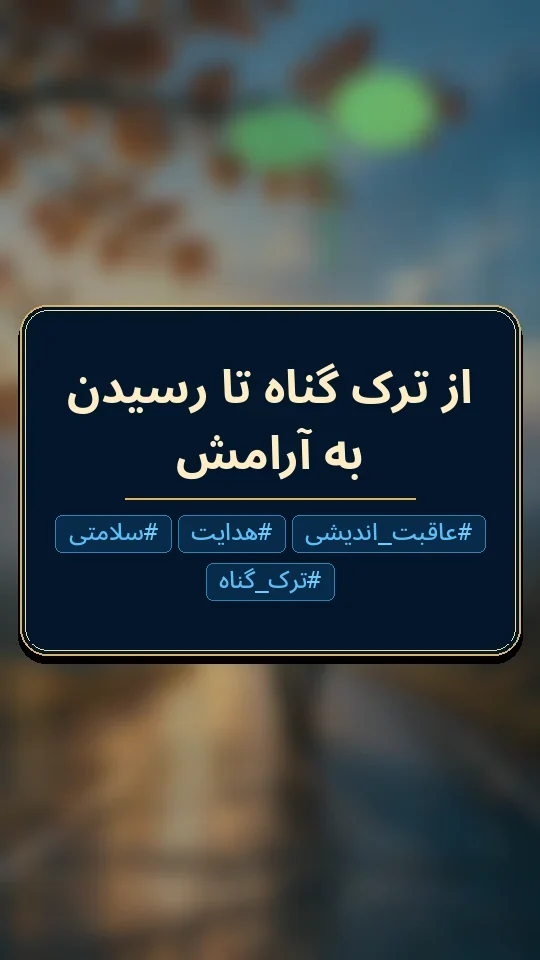 از ترک گناه تا رسیدن
به آرامش
#عاقبت_اندیشی #هدایت #سلامتی
#ترک_گناه